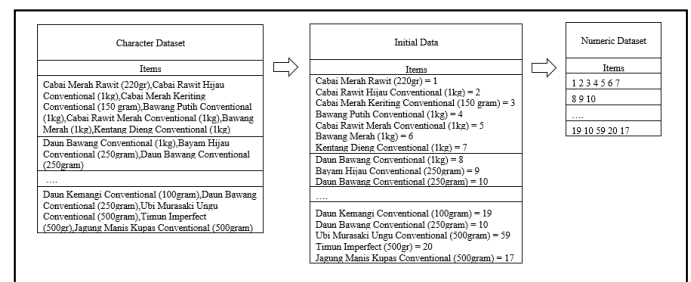 Character Dataset
Items
Cabai Merah Rawit (220gr),Cabai Rawit Hijau
Conventional (1kg),Cabai Merah Keriting
Conventional (150 gram),Bawang Putih Conventional
(1kg),Cabai Rawit Merah Conventional (1kg),Bawang
Merah (1kg),Kentang Dieng Conventional (1kg)
Daun Bawang Conventional (1kg),Bayam Hijau
Conventional (250gram),Daun Bawang Conventional
(250gram)
....
Daun Kemangi Conventional (100gram),Daun Bawang
Conventional (250gram),Ubi Murasaki Ungu
Conventional (500gram),Timun Imperfect
(500gr),Jagung Manis Kupas Conventional (500gram)
Initial Data
Items
Cabai Merah Rawit (220gr) = 1
Cabai Rawit Hijau Conventional (1kg) = 2
Cabai Merah Keriting Conventional (150 gram) = 3
Bawang Putih Conventional (1kg) = 4
Cabai Rawit Merah Conventional (1kg) = 5
Bawang Merah (1kg) = 6
Kentang Dieng Conventional (1kg) = 7
Daun Bawang Conventional (1kg) = 8
Bayam Hijau Conventional (250gram) = 9
Daun Bawang Conventional (250gram) = 10
....
Daun Kemangi Conventional (100gram) = 19
Daun Bawang Conventional (250gram) = 10
Ubi Murasaki Ungu Conventional (500gram) = 59
Timun Imperfect (500gr) = 20
Jagung Manis Kupas Conventional (500gram) = 17
Numeric Dataset
Items
1 2 3 4 5 6 7
8 9 10
....
19 10 59 20 17